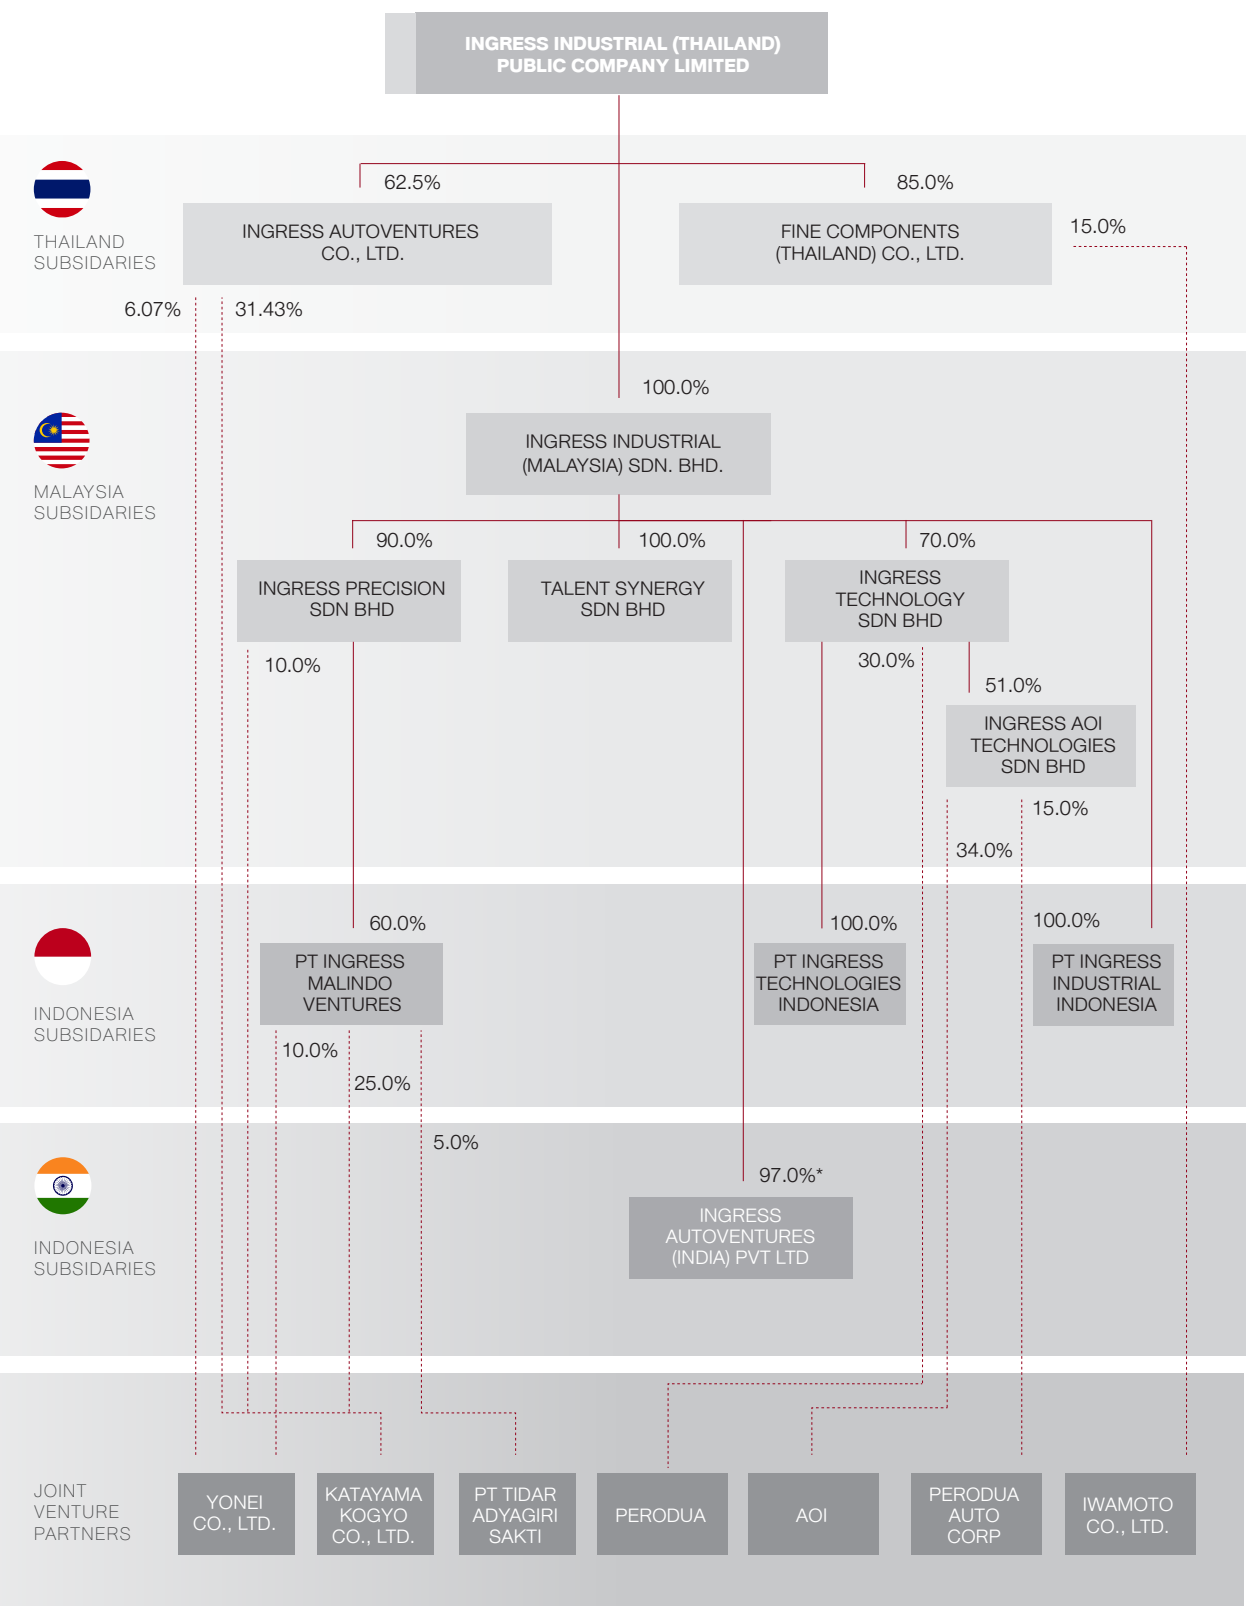 INGRESS INDUSTRIAL (THAILAND)
PUBLIC COMPANY LIMITED
62.5%
85.0%
THAILAND
SUBSIDARIES
INGRESS AUTOVENTURES
CO., LTD.
FINE COMPONENTS
(THAILAND) CO., LTD.
15.0%
6.07%
31.43%
100.0%
MALAYSIA
SUBSIDARIES
INGRESS INDUSTRIAL
(MALAYSIA) SDN. BHD.
90.0%
100.0%
70.0%
INGRESS PRECISION
SDN BHD
TALENT SYNERGY
SDN BHD
INGRESS
TECHNOLOGY
SDN BHD
10.0%
30.0%
51.0%
INGRESS AOI
TECHNOLOGIES
SDN BHD
15.0%
34.0%
INDONESIA
SUBSIDARIES
60.0%
100.0%
100.0%
PT INGRESS
MALINDO
VENTURES
PT INGRESS
TECHNOLOGIES
INDONESIA
PT INGRESS
INDUSTRIAL
INDONESIA
10.0%
25.0%
5.0%
97.0%*
INDONESIA
SUBSIDARIES
INGRESS
AUTOVENTURES
(INDIA) PVT LTD
JOINT
VENTURE
PARTNERS
YONEI
CO., LTD.
KATAYAMA
KOGYO
CO., LTD.
PT TIDAR
ADYAGIRI
SAKTI
PERODUA
AOI
PERODUA
AUTO
CORP
IWAMOTO
CO., LTD.